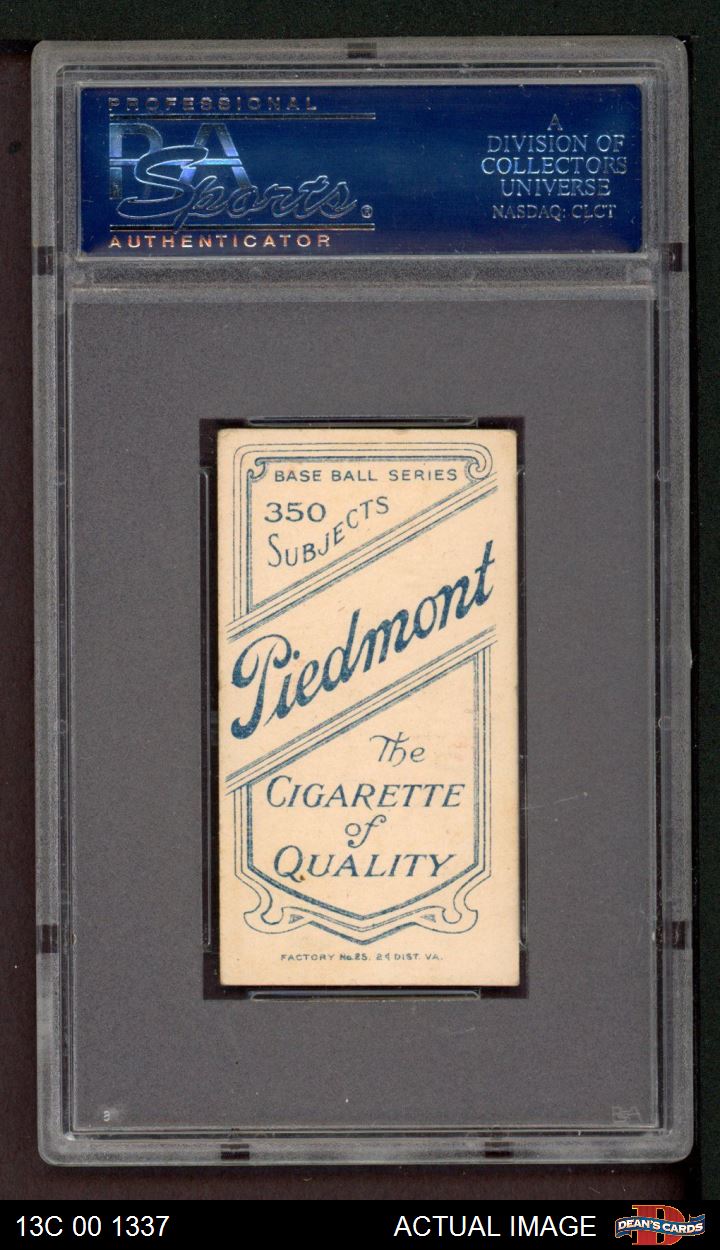 PROFESSIONAL
PSA
Sports®
AUTHENTICATOR
A
DIVISION OF
COLLECTORS
UNIVERSE
NASDAQ: CLCT
BASE BALL SERIES
350
SUBJECTS
Piedmont
The
CIGARETTE
of
QUALITY
FACTORY No.25. 2d DIST. VA.
PSA
13C 00 1337
ACTUAL IMAGE
D
DEAN'S CARDS